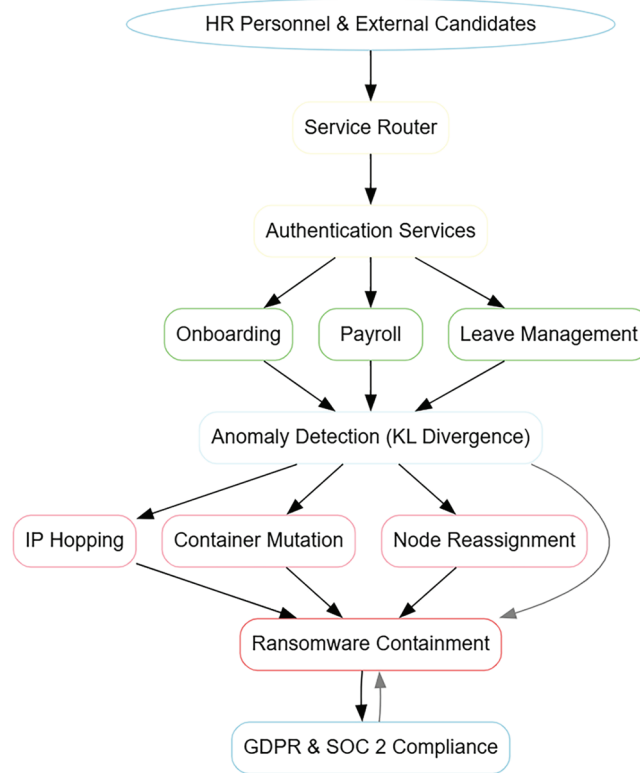 HR Personnel & External Candidates
Service Router
Authentication Services
Onboarding
Payroll
Leave Management
Anomaly Detection (KL Divergence)
IP Hopping
Container Mutation
Node Reassignment
Ransomware Containment
GDPR & SOC 2 Compliance